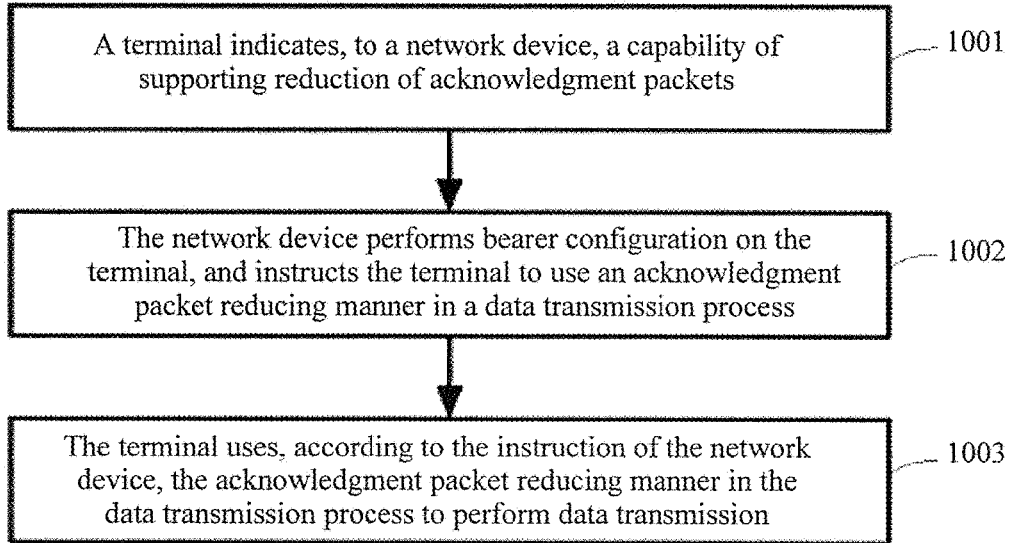 A terminal indicates, to a network device, a capability of
supporting reduction of acknowledgment packets
1001
The network device performs bearer configuration on the
terminal, and instructs the terminal to use an acknowledgment
packet reducing manner in a data transmission process
1002
The terminal uses, according to the instruction of the network
device, the acknowledgment packet reducing manner in the
data transmission process to perform data transmission
1003